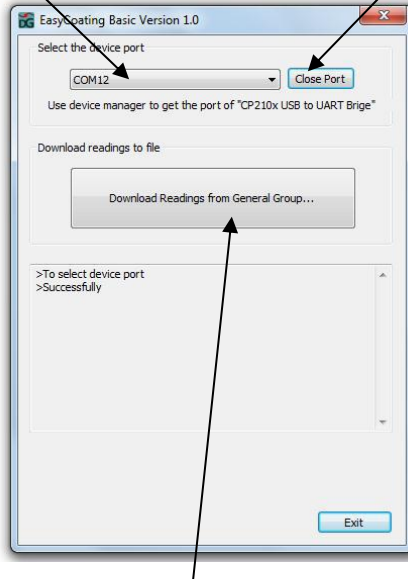 EasyCoating Basic Version 1.0
Select the device port
COM12
Close Port
Use device manager to get the port of "CP210x USB to UART Brige"
Download readings to file
Download Readings from General Group...
>To select device port
>Successfully
Exit